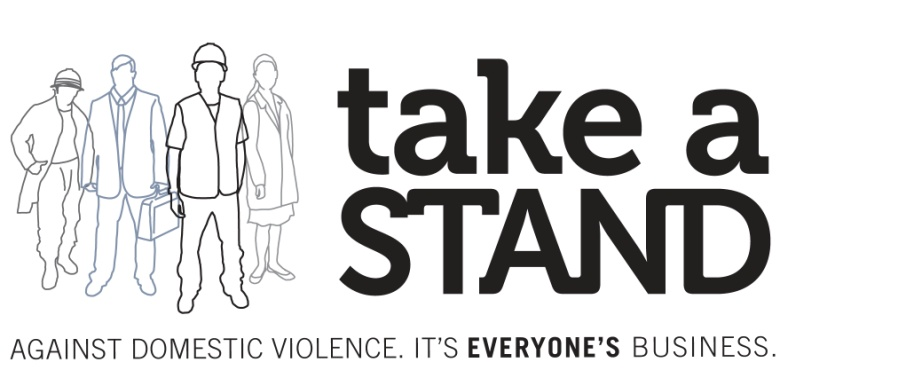 take a
STAND
AGAINST DOMESTIC VIOLENCE. IT'S EVERYONE'S BUSINESS.